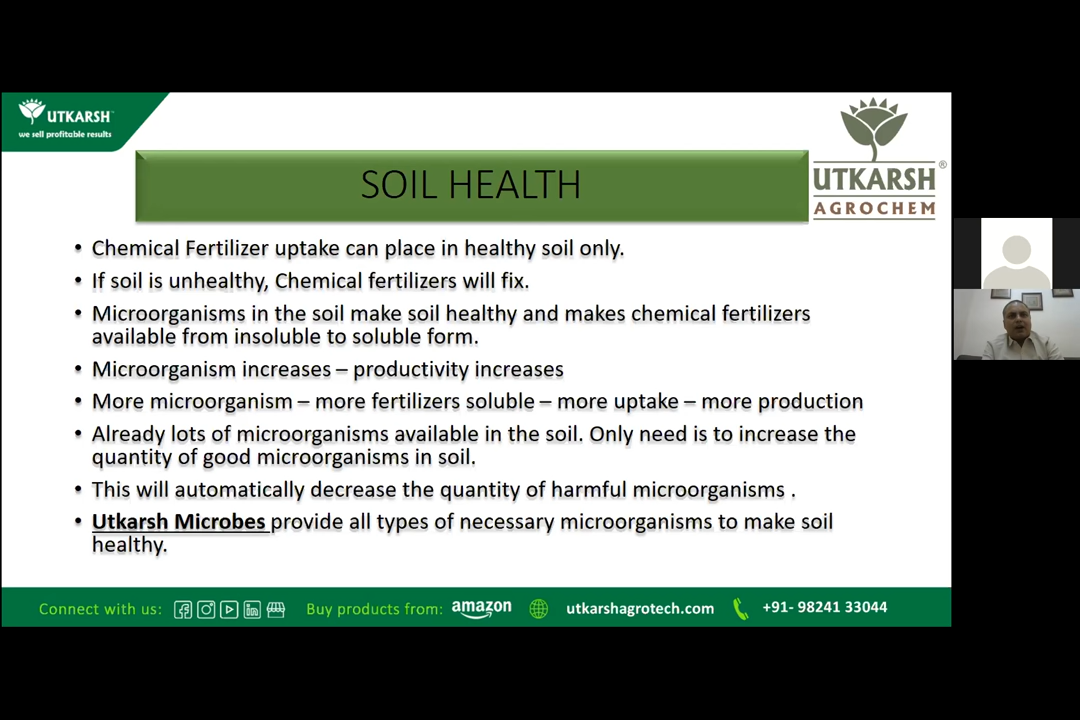 UTKARSH
we sell profitable results
UTKARSH®
AGROCHEM
SOIL HEALTH
• Chemical Fertilizer uptake can place in healthy soil only.
• If soil is unhealthy, Chemical fertilizers will fix.
• Microorganisms in the soil make soil healthy and makes chemical fertilizers
available from insoluble to soluble form.
• Microorganism increases – productivity increases
• More microorganism – more fertilizers soluble – more uptake – more production
• Already lots of microorganisms available in the soil. Only need is to increase the
quantity of good microorganisms in soil.
• This will automatically decrease the quantity of harmful microorganisms .
• Utkarsh Microbes provide all types of necessary microorganisms to make soil
healthy.
Connect with us: Buy products from: amazon utkarshagrotech.com +91- 98241 33044